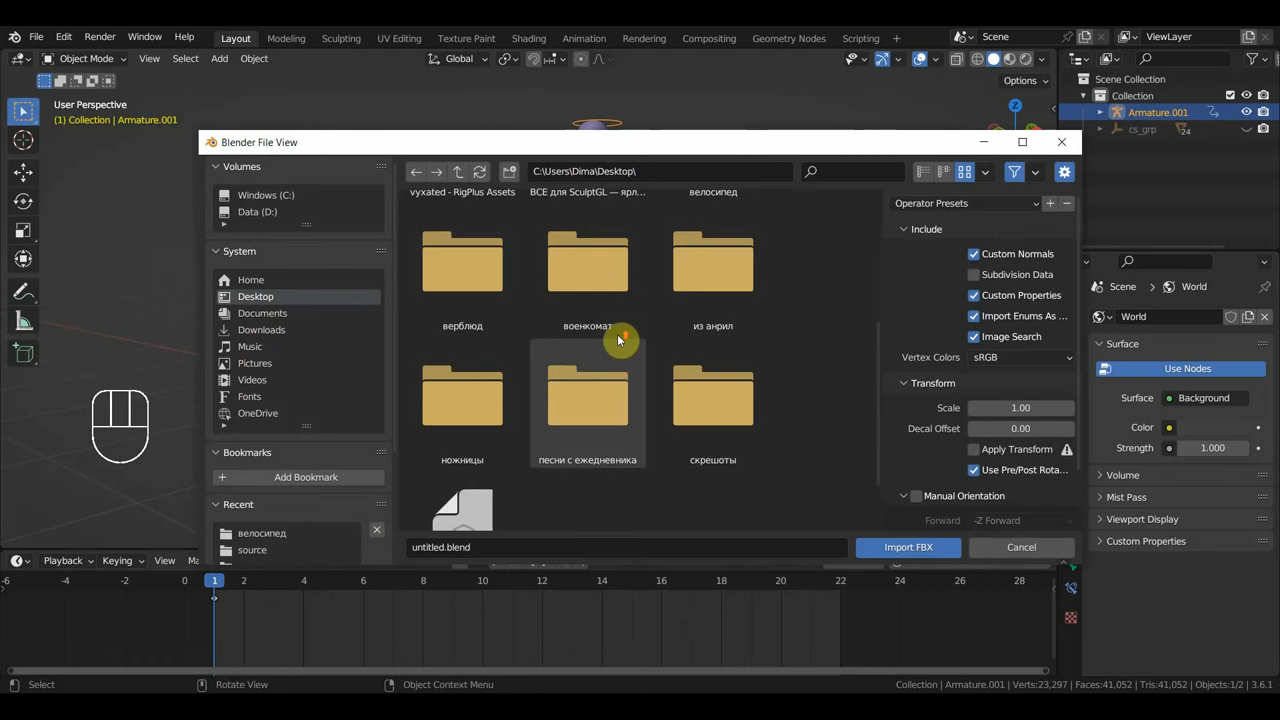 File Edit Render Window Help Layout Modeling Sculpting UV Editing Texture Paint Shading Animation Rendering Compositing Geometry Nodes Scripting + Scene ViewLayer
Object Mode View Select Add Object Global
Options
User Perspective
(1) Collection | Armature.001
Z
Scene Collection
Collection
Armature.001
cs_grp 24
Blender File View
Volumes
Windows (C:)
Data (D:)
System
Home
Desktop
Documents
Downloads
Music
Pictures
Videos
Fonts
OneDrive
Bookmarks
Add Bookmark
Recent
велосипед
source
C:\Users\Dima\Desktop\
vyxated - RigPlus Assets ВСЕ для SculptGL — ярл... велосипед
верблюд военкомат из анрил
ножницы песни с ежедневника скрешоты
untitled.blend Import FBX Cancel
Operator Presets
Include
Custom Normals
Subdivision Data
Custom Properties
Import Enums As ...
Image Search
Vertex Colors sRGB
Transform
Scale 1.00
Decal Offset 0.00
Apply Transform
Use Pre/Post Rota...
Manual Orientation
Forward -Z Forward
Scene World
World
Surface
Use Nodes
Surface Background
Color
Strength 1.000
Volume
Mist Pass
Viewport Display
Custom Properties
Playback Keying View
-6 -4 -2 0 1 2 4 6 8 10 12 14 16 18 20 22 24 26 28
Select Rotate View Object Context Menu Collection | Armature.001 | Verts:23,297 | Faces:41,052 | Tris:41,052 | Objects:1/2 | 3.6.1